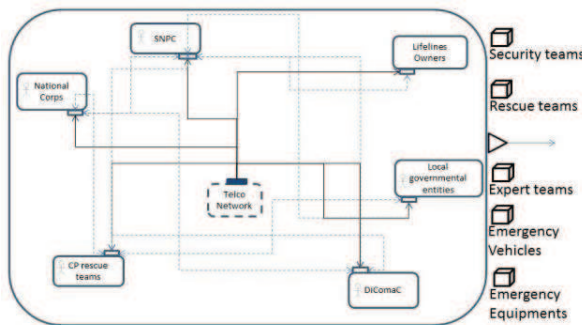 SNPC
Lifelines
Owners
National
Corps
Telco
Network
Local
governmental
entities
CP rescue
teams
DiComaC
Security teams
Rescue teams
Expert teams
Emergency
Vehicles
Emergency
Equipments